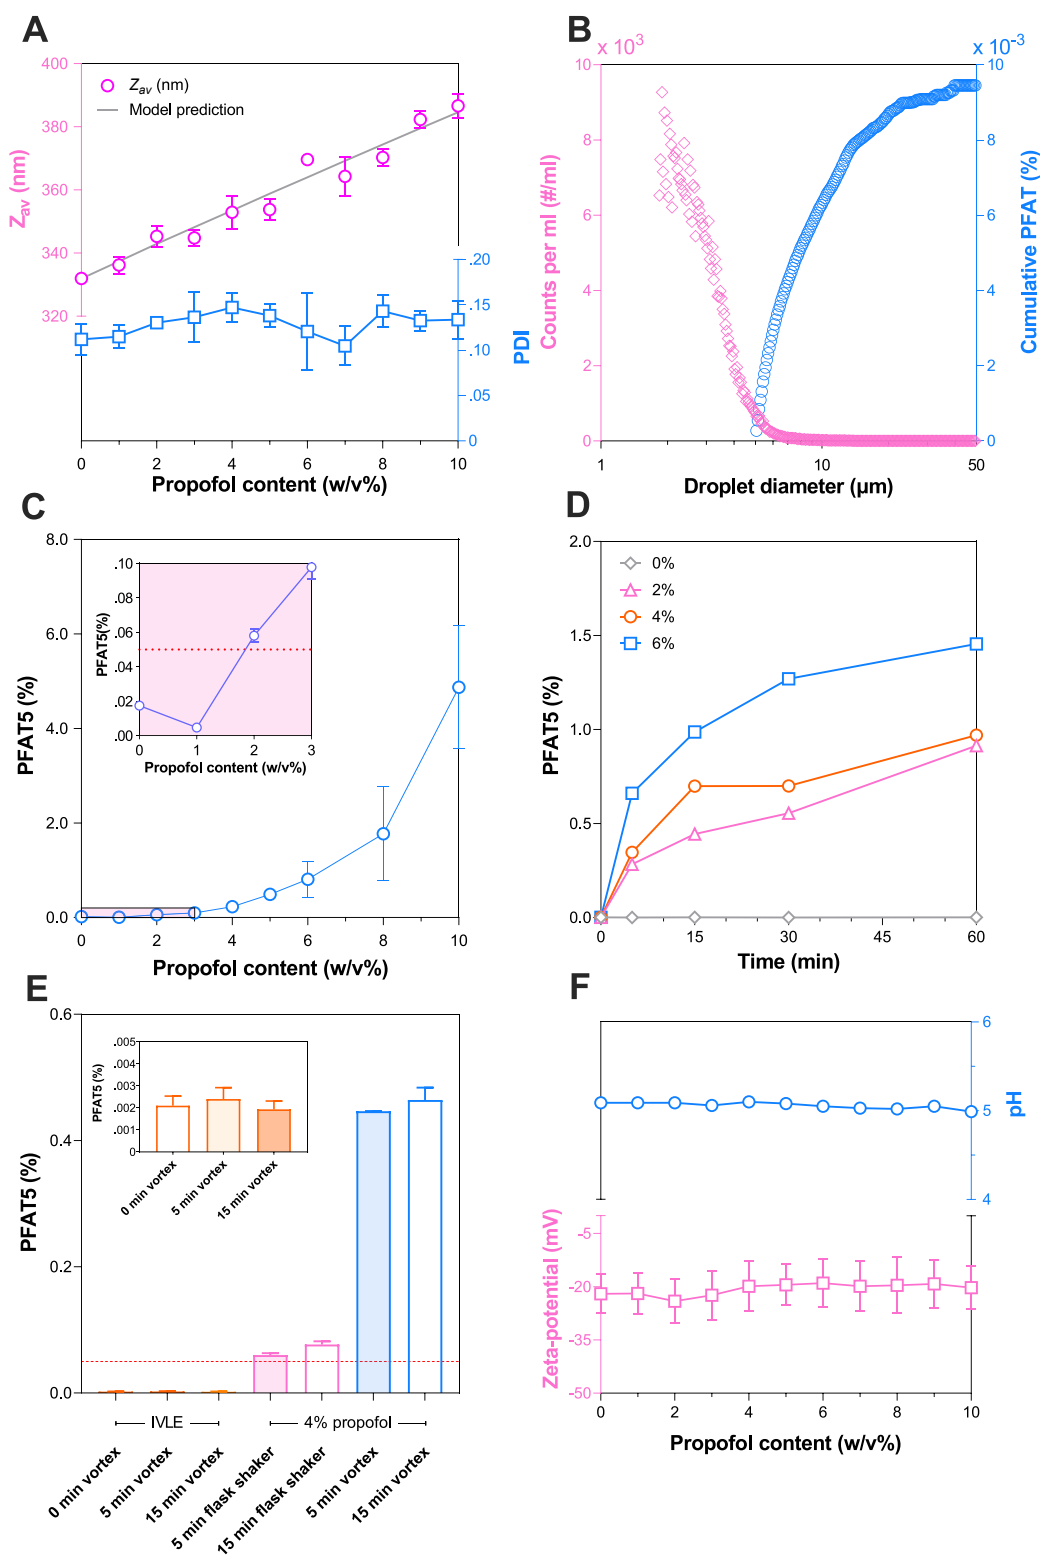 A
400
380
360
340
320
Z_av (nm)
Z_av (nm)
Model prediction
.20
.15
.10
.05
0
PDI
0 2 4 6 8 10
Propofol content (w/v%)
B
x 10³
x 10⁻³
10
8
6
4
2
0
Counts per ml (#/ml)
10
8
6
4
2
0
Cumulative PFAT (%)
1 10 50
Droplet diameter (µm)
C
8.0
6.0
4.0
2.0
0.0
PFAT5 (%)
.10
.08
.06
.04
.02
.00
PFAT5(%)
0 1 2 3
Propofol content (w/v%)
0 2 4 6 8 10
Propofol content (w/v%)
D
2.0
1.5
1.0
0.5
0.0
PFAT5 (%)
0%
2%
4%
6%
0 15 30 45 60
Time (min)
E
0.6
0.4
0.2
0.0
PFAT5 (%)
.005
.004
.003
.002
.001
0
PFAT5 (%)
0 min vortex
5 min vortex
15 min vortex
IVLE
4% propofol
0 min vortex
5 min vortex
15 min vortex
5 min flask shaker
15 min flask shaker
5 min vortex
15 min vortex
F
6
5
4
pH
-5
-20
-35
-50
Zeta-potential (mV)
0 2 4 6 8 10
Propofol content (w/v%)